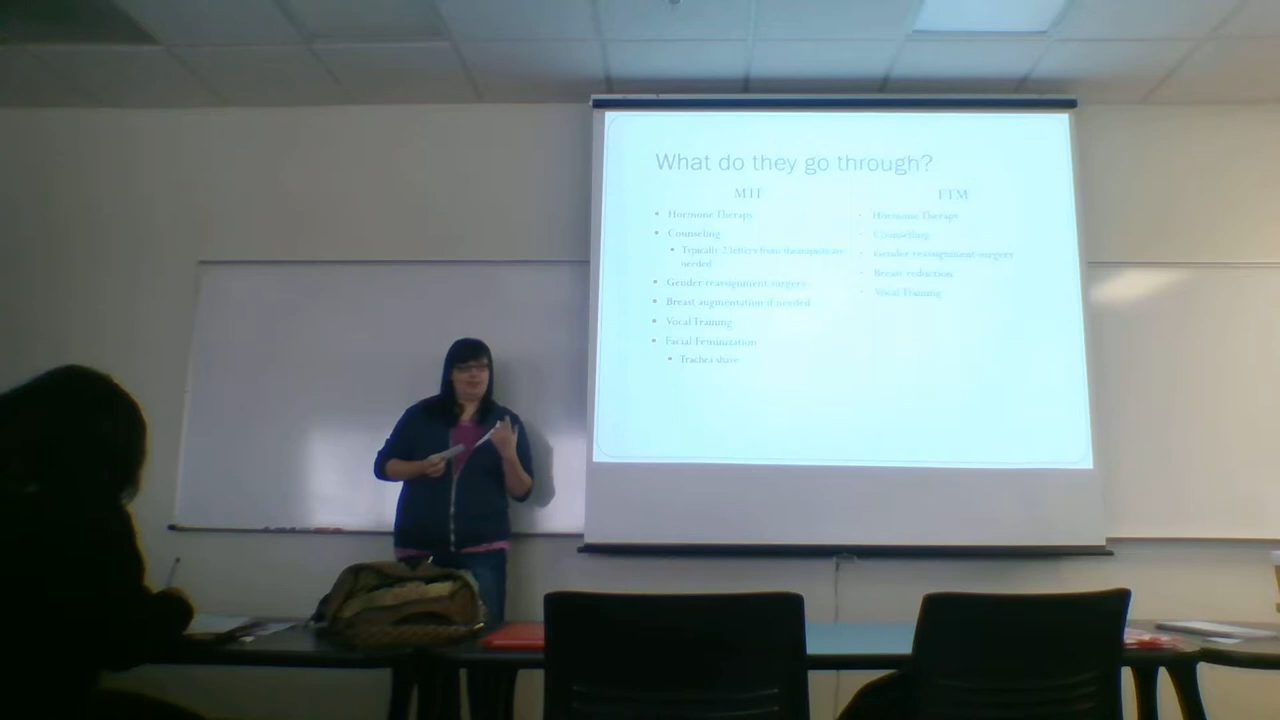 What do they go through?
MTF
Hormone Therapy
Counseling
Typically 2 letters from therapists are
needed
Gender reassignment surgery
Breast augmentation if needed
Vocal Training
Facial Feminization
Trachea shave
FTM
Hormone Therapy
Counseling
Gender reassignment surgery
Breast reduction
Vocal Training